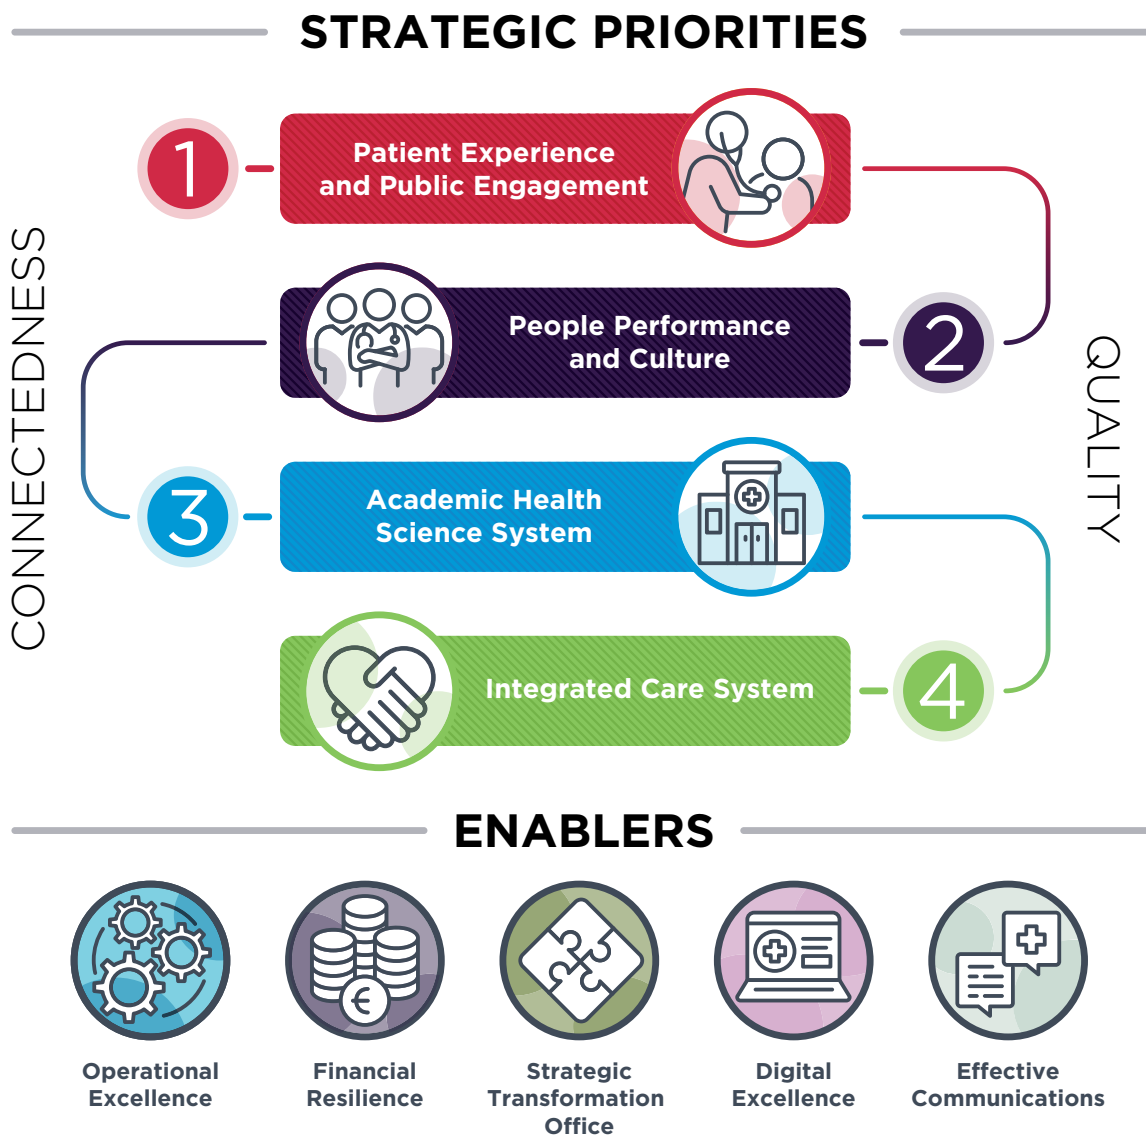 STRATEGIC PRIORITIES
1
Patient Experience
and Public Engagement
CONNECTEDNESS
People Performance
and Culture
2
QUALITY
3
Academic Health
Science System
Integrated Care System
4
ENABLERS
€
Operational
Excellence
Financial
Resilience
Strategic
Transformation
Office
Digital
Excellence
Effective
Communications